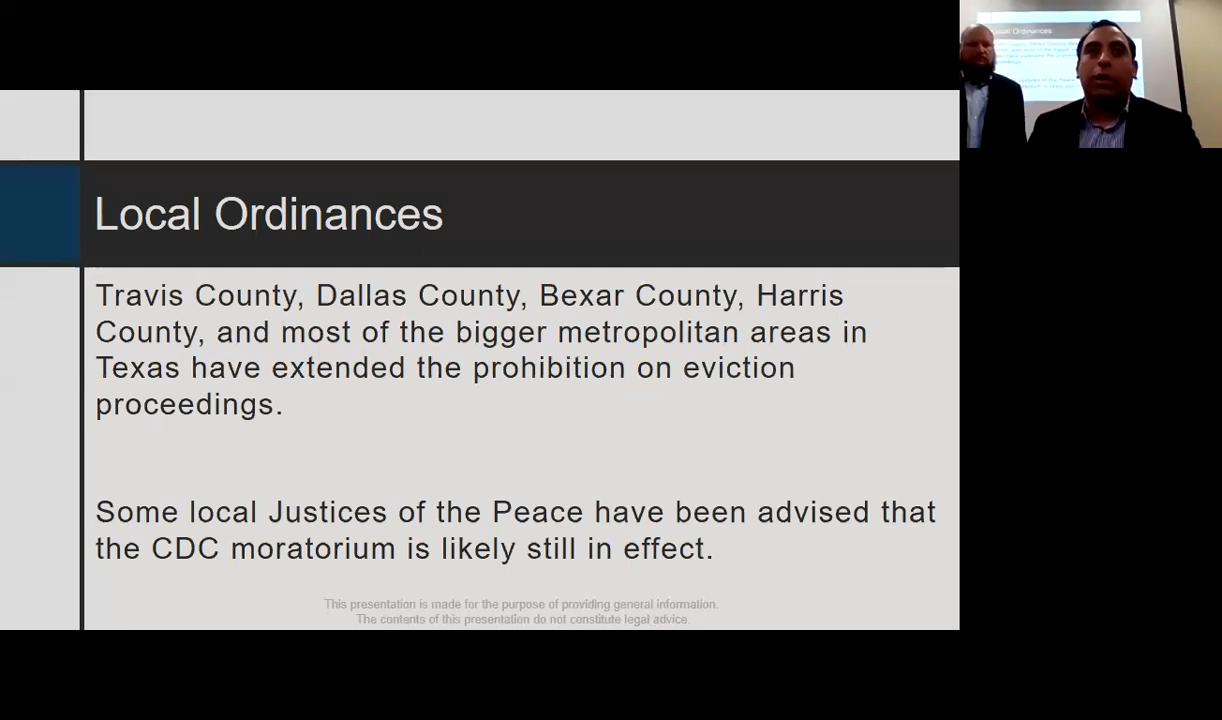 Local Ordinances
Travis County, Dallas County, Bexar County, Harris
County, and most of the bigger metropolitan areas in
Texas have extended the prohibition on eviction
proceedings.
Some local Justices of the Peace have been advised that
the CDC moratorium is likely still in effect.
This presentation is made for the purpose of providing general information.
The contents of this presentation do not constitute legal advice.
Local Ordinances